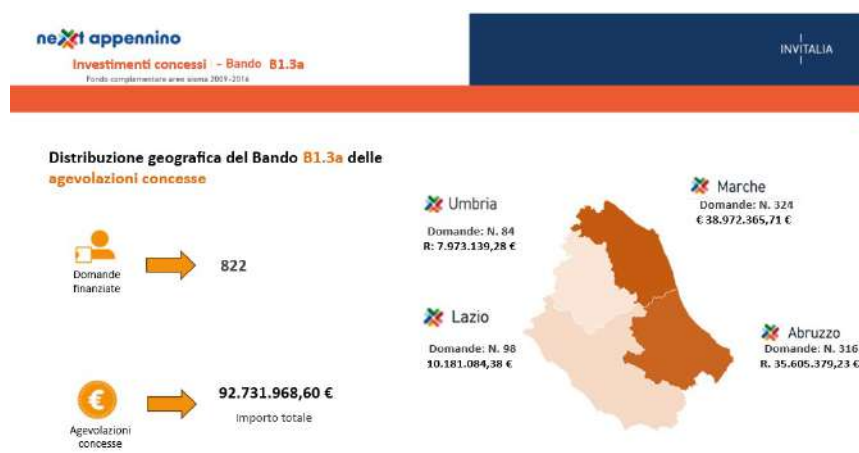 neXt appennino
Investimenti concessi - Bando B1.3a
Fondo complementare aree sisma 2009-2016
INVITALIA
Distribuzione geografica del Bando B1.3a delle
agevolazioni concesse
Domande
finanziate
822
Agevolazioni
concesse
92.731.968,60 €
Importo totale
Umbria
Domande: N. 84
R: 7.973.139,28 €
Marche
Domande: N. 324
€ 38.972.365,71 €
Lazio
Domande: N. 98
10.181.084,38 €
Abruzzo
Domande: N. 316
R. 35.605.379,23 €